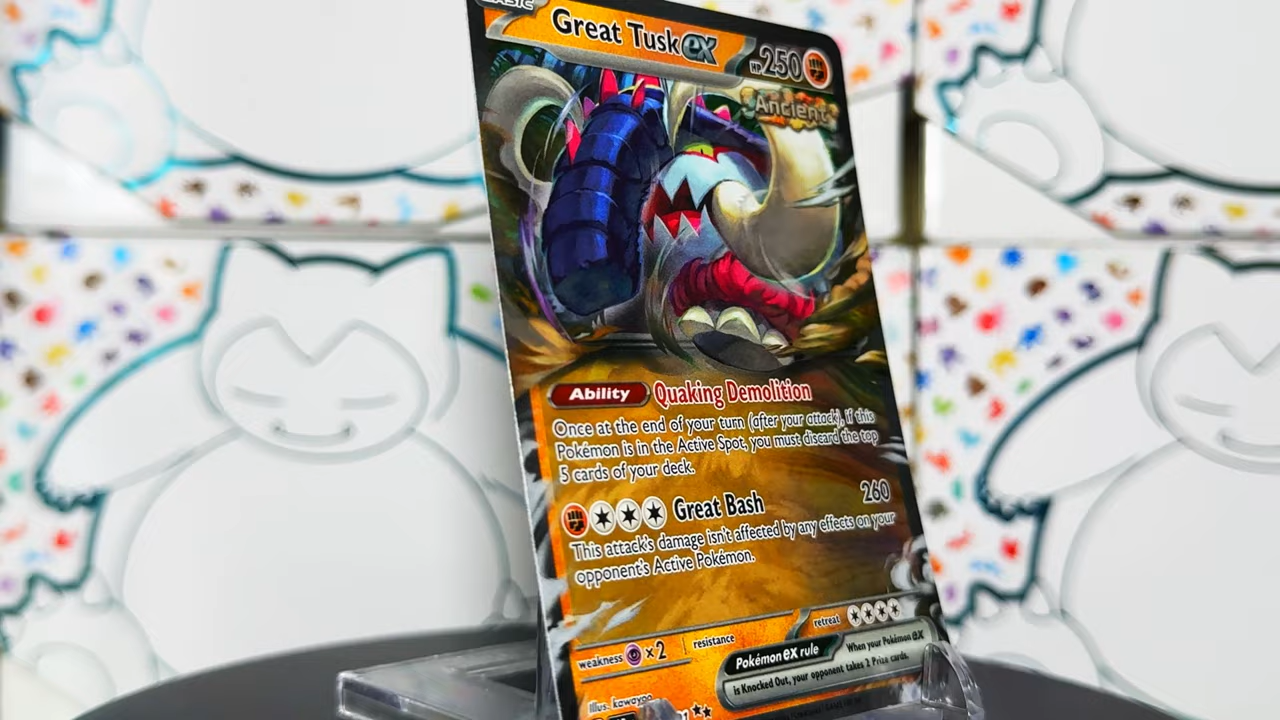 BASIC
Great Tusk ex HP 250
Ancient
Ability Quaking Demolition
Once at the end of your turn (after your attack), if this
Pokémon is in the Active Spot, you must discard the top
5 cards of your deck.
Great Bash 260
This attack's damage isn't affected by any effects on your
opponent's Active Pokémon.
weakness ×2 resistance retreat
Pokémon ex rule When your Pokémon ex
is Knocked Out, your opponent takes 2 Prize cards.
Illus. kawayoo